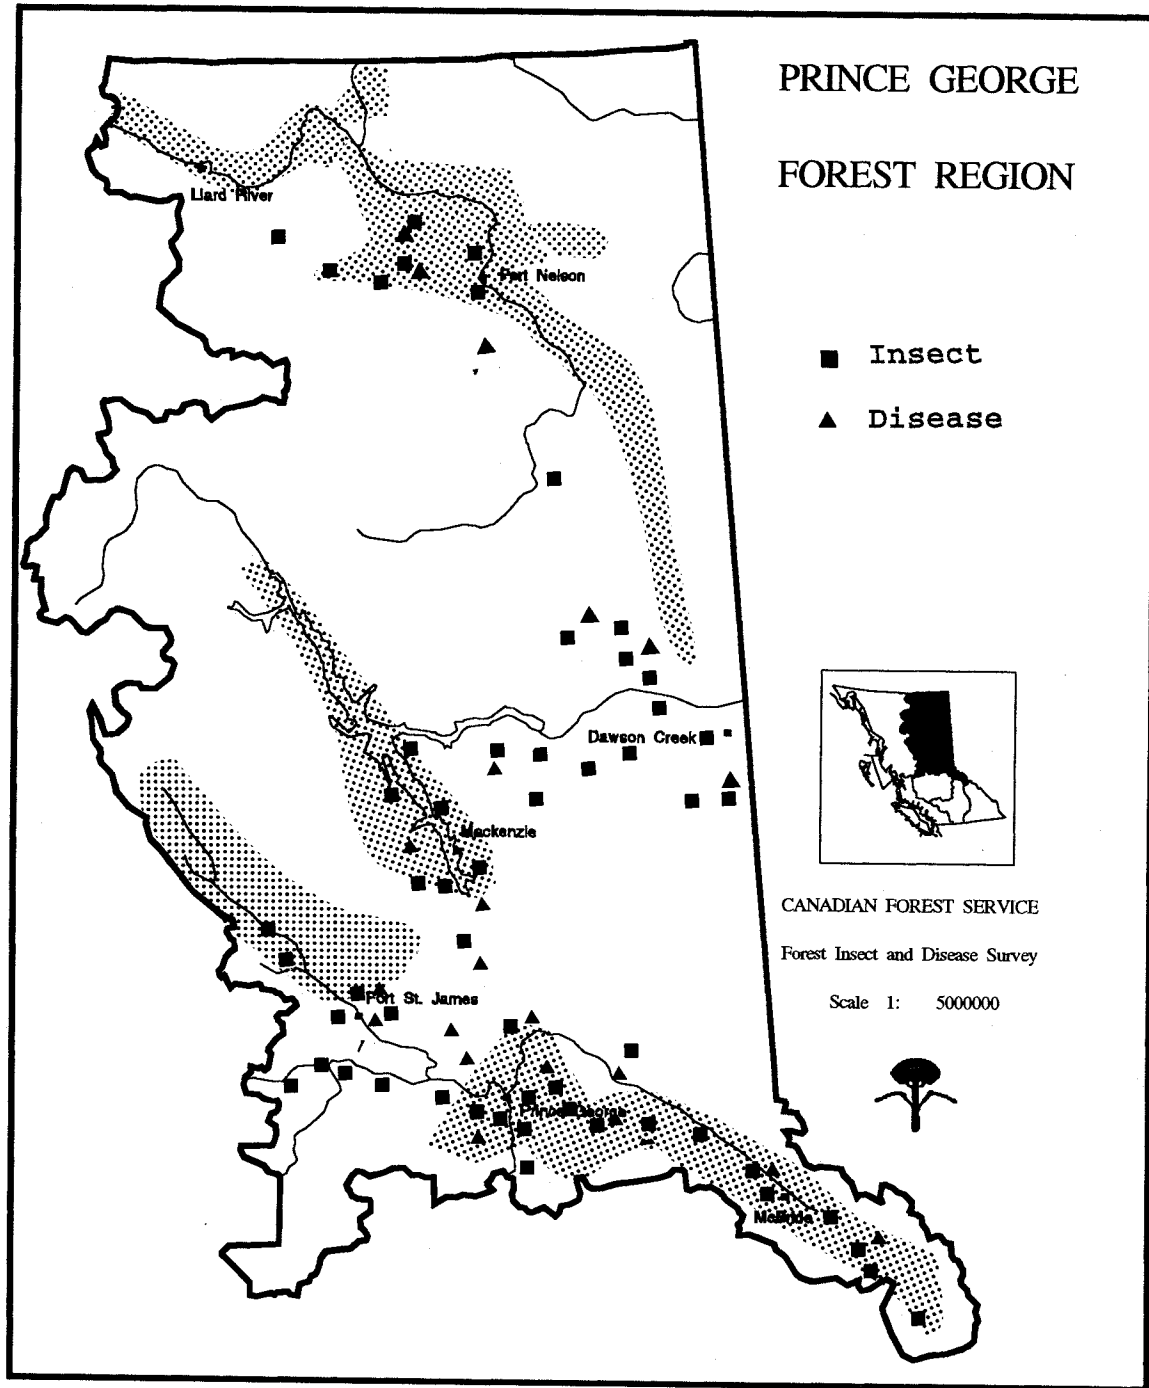 PRINCE GEORGE
FOREST REGION
Liard River
Fort Nelson
Insect
Disease
Dawson Creek
Mackenzie
CANADIAN FOREST SERVICE
Forest Insect and Disease Survey
Fort St. James
Scale 1: 5000000
Prince George
McBride